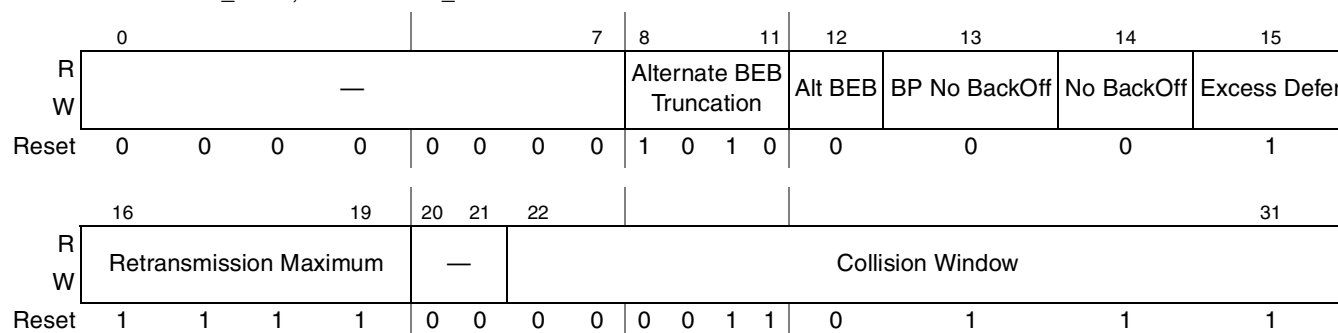 0 7 8 11 12 13 14 15
R
W
— Alternate BEB Truncation Alt BEB BP No BackOff No BackOff Excess Defer
Reset 0 0 0 0 0 0 0 0 1 0 1 0 0 0 0 1
16 19 20 21 22 31
R
W
Retransmission Maximum — Collision Window
Reset 1 1 1 1 0 0 0 0 0 0 1 1 0 1 1 1